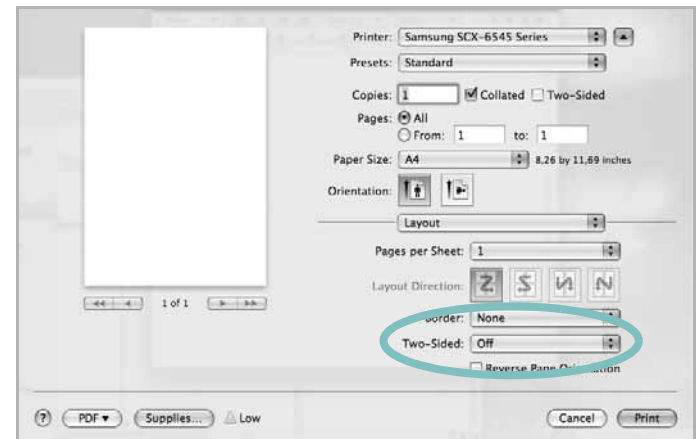 Printer: Samsung SCX-6545 Series
Presets: Standard
Copies: 1 Collated Two-Sided
Pages: All
From: 1 to: 1
Paper Size: A4 8,26 by 11,69 inches
Orientation:
Layout
Pages per Sheet: 1
Layout Direction:
1 of 1
Border: None
Two-Sided: Off
Reverse Page Orientation
? PDF Supplies... Low Cancel Print